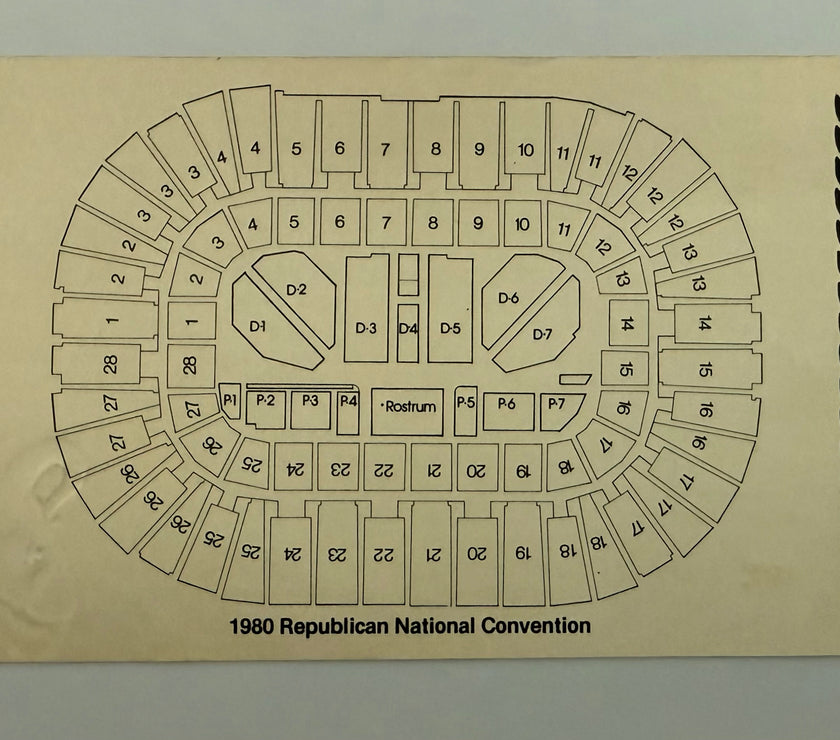 4 5 6 7 8 9 10 11 11
3 4 12
3 12
3 12
2 13
2 13
4 5 6 7 8 9 10 11
3 12
2 13
1 1 14 14
28 28 15 15
27 27 16 16
27 16
26 17
26 17
26 17
25 17
D-2 D-6
D-1 D-3 D-4 D-5 D-7
P-1 P-2 P-3 P-4 •Rostrum P-5 P-6 P-7
26 25 24 23 22 21 20 19 18 17
25 24 23 22 21 20 19 18 18
1980 Republican National Convention